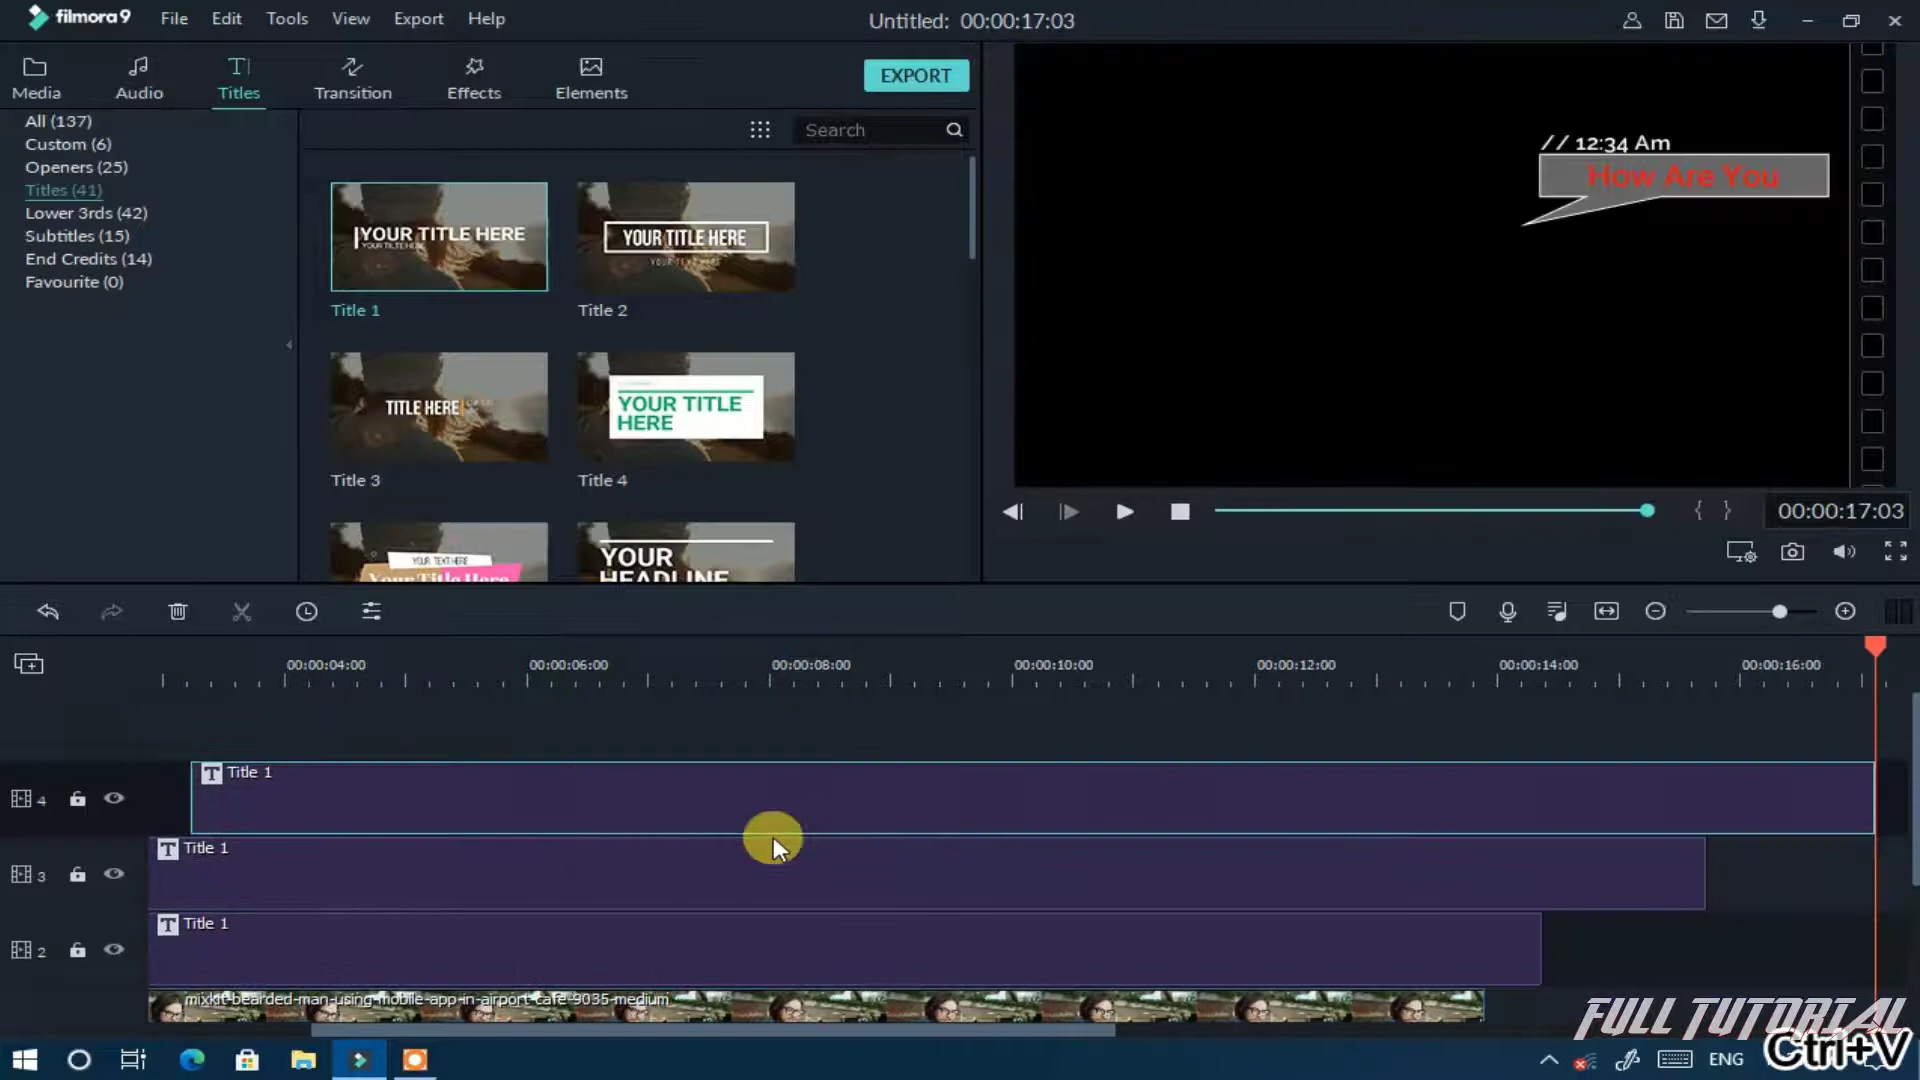 filmora9 File Edit Tools View Export Help Untitled: 00:00:17:03
Media Audio Titles Transition Effects Elements EXPORT
All (137)
Custom (6)
Openers (25)
Titles (41)
Lower 3rds (42)
Subtitles (15)
End Credits (14)
Favourite (0)
Search
YOUR TITLE HERE
Title 1
YOUR TITLE HERE
YOUR TEXT HERE
Title 2
TITLE HERE
Title 3
YOUR TITLE
HERE
Title 4
YOUR TEXT HERE
Your Title Here
YOUR
HEADLINE
// 12:34 Am
How Are You
00:00:17:03
00:00:04:00 00:00:06:00 00:00:08:00 00:00:10:00 00:00:12:00 00:00:14:00 00:00:16:00
4 T Title 1
3 T Title 1
2 T Title 1
mixkit-bearded-man-using-mobile-app-in-airport-cafe-9035-medium
FULL TUTORIAL
ENG
Ctrl+V